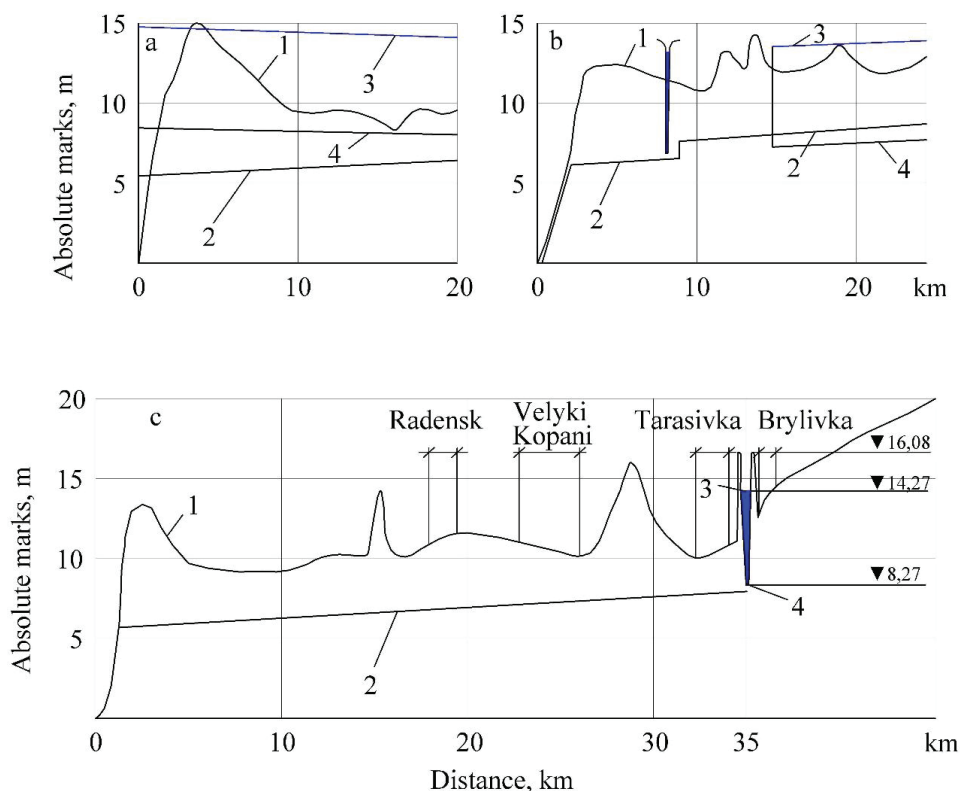 15
a
1
3
10
4
5
2
0
10
20
Absolute marks, m
15
b
1
3
10
2
4
5
2
0
10
20
km
20
c
Radensk
Velyki
Kopani
Tarasivka
Brylivka
▼16,08
15
3
▼14,27
1
10
▼8,27
4
5
2
Absolute marks, m
0
10
20
30
35
km
Distance, km